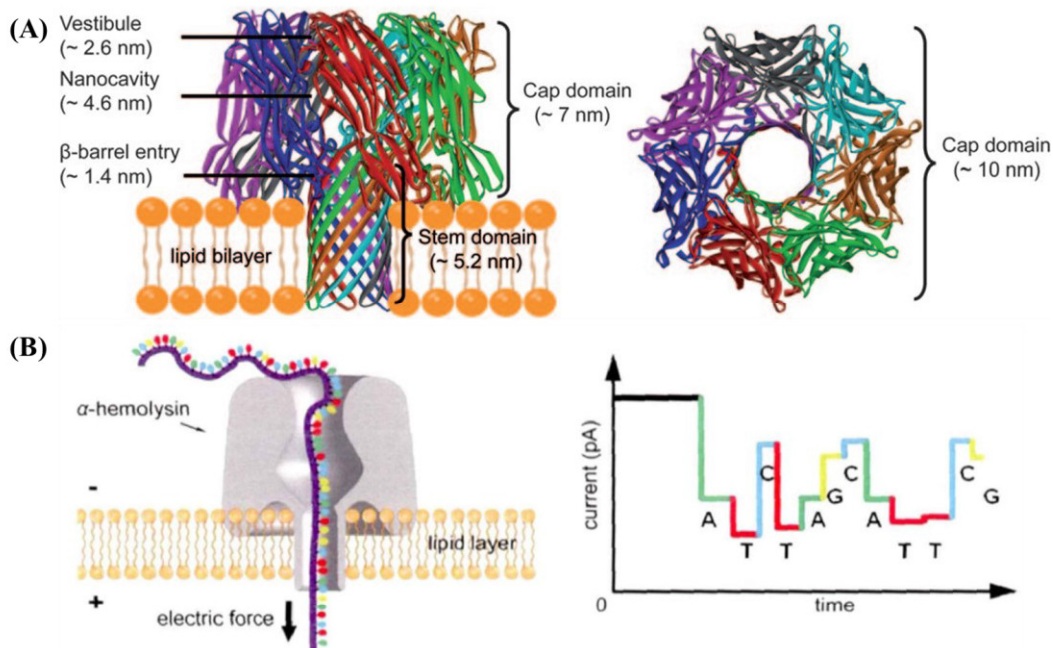 (A)
Vestibule
(~ 2.6 nm)
Nanocavity
(~ 4.6 nm)
β-barrel entry
(~ 1.4 nm)
lipid bilayer
Cap domain
(~ 7 nm)
Stem domain
(~ 5.2 nm)
Cap domain
(~ 10 nm)
(B)
α-hemolysin
-
+
lipid layer
electric force
current (pA)
A
T
C
T
A
G
C
A
T T
C
G
0
time